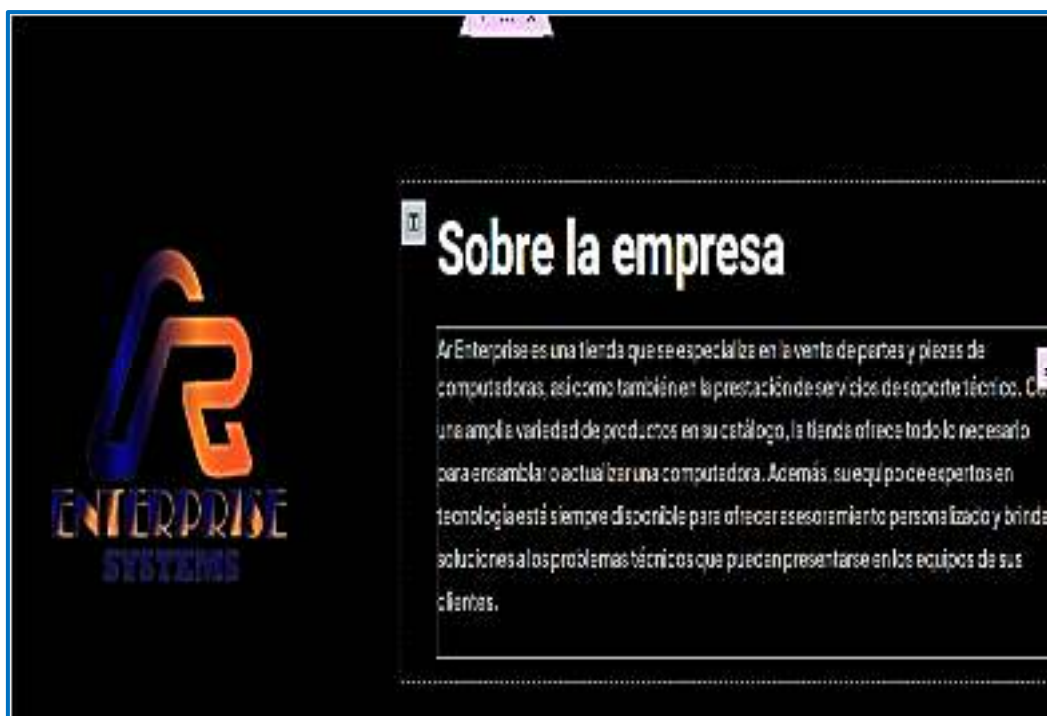 ENTERPRISE
SYSTEMS
Sobre la empresa
Ar Enterprise es una tienda que se especializa en la venta de partes y piezas de
computadoras, así como también en la prestación de servicios de soporte técnico. Co
una amplia variedad de productos en su catálogo, la tienda ofrece todo lo necesario
para ensamblar o actualizar una computadora. Además, su equipo de expertos en
tecnología está siempre disponible para ofrecer asesoramiento personalizado y brinda
soluciones a los problemas técnicos que puedan presentarse en los equipos de sus
clientes.